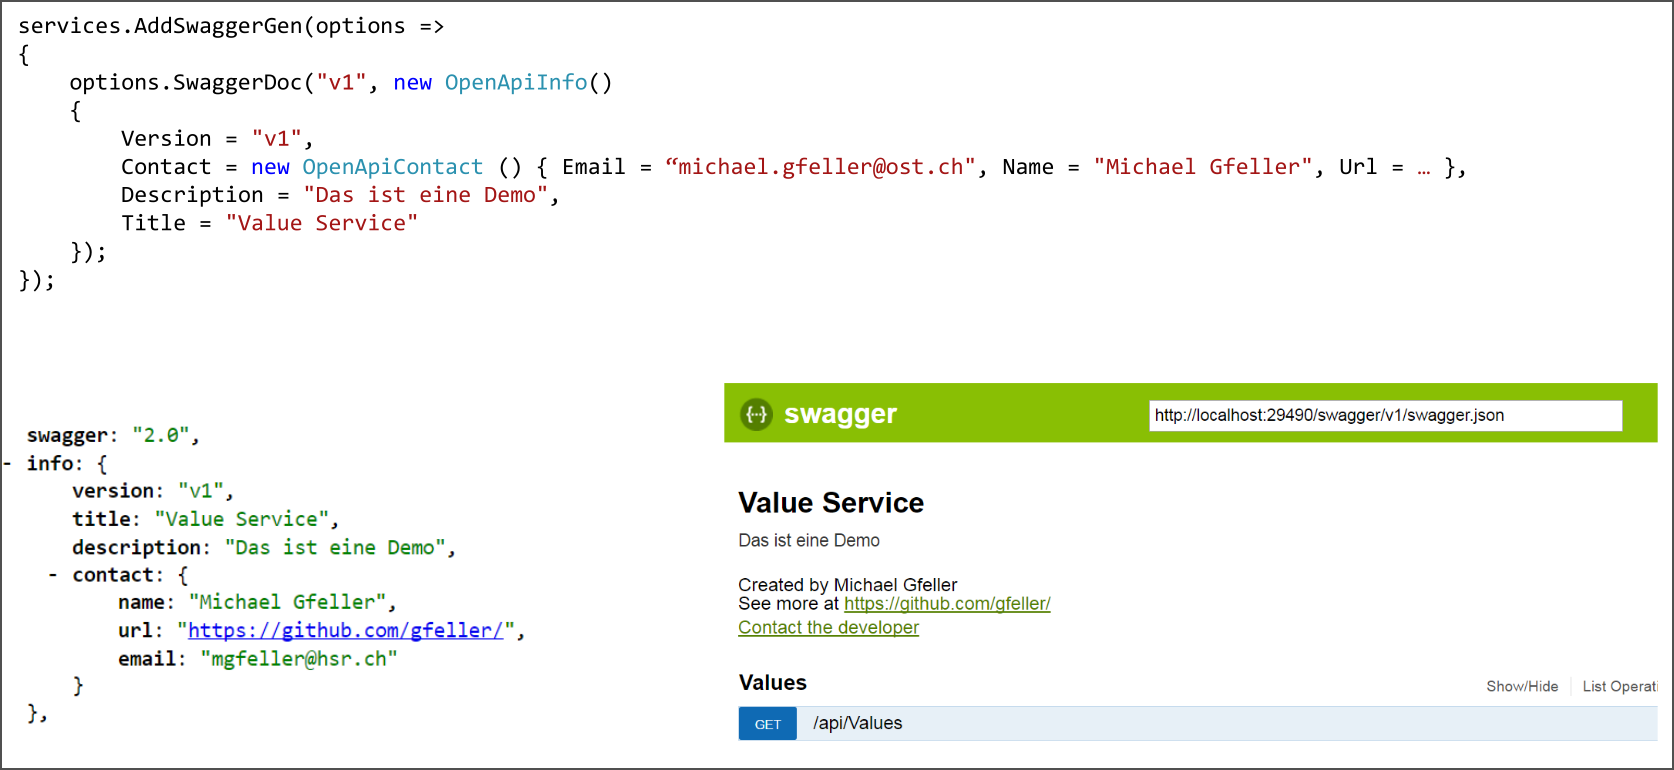 services.AddSwaggerGen(options =>
{
    options.SwaggerDoc("v1", new OpenApiInfo()
    {
        Version = "v1",
        Contact = new OpenApiContact () { Email = “michael.gfeller@ost.ch", Name = "Michael Gfeller", Url = … },
        Description = "Das ist eine Demo",
        Title = "Value Service"
    });
});
swagger: "2.0",
- info: {
    version: "v1",
    title: "Value Service",
    description: "Das ist eine Demo",
  - contact: {
        name: "Michael Gfeller",
        url: "https://github.com/gfeller/",
        email: "mgfeller@hsr.ch"
    }
},
{···} swagger http://localhost:29490/swagger/v1/swagger.json
Value Service
Das ist eine Demo
Created by Michael Gfeller
See more at https://github.com/gfeller/
Contact the developer
Values Show/Hide List Operati
GET /api/Values